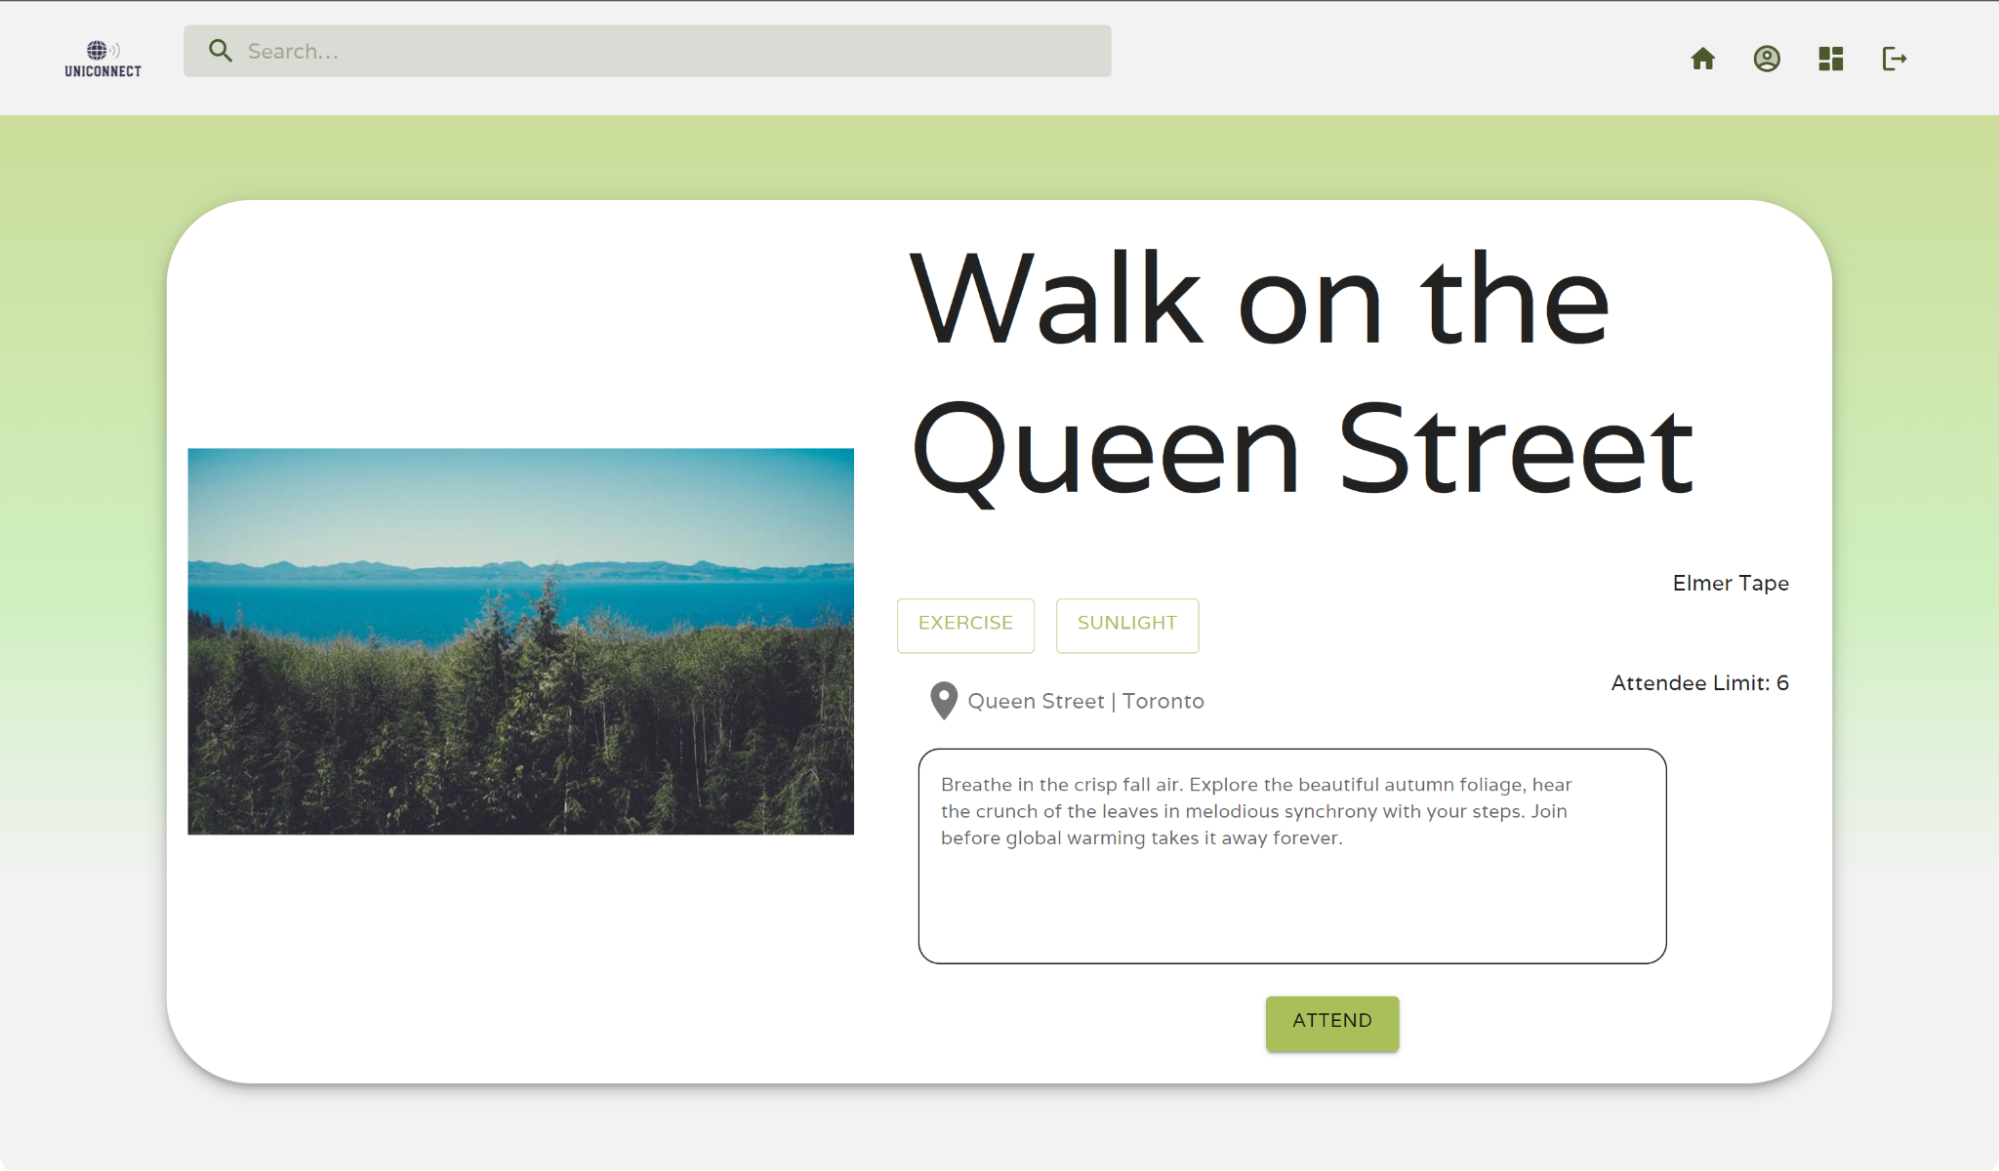 UNICONNECT
Search...
Walk on the
Queen Street
Elmer Tape
EXERCISE
SUNLIGHT
Attendee Limit: 6
Queen Street | Toronto
Breathe in the crisp fall air. Explore the beautiful autumn foliage, hear
the crunch of the leaves in melodious synchrony with your steps. Join
before global warming takes it away forever.
ATTEND